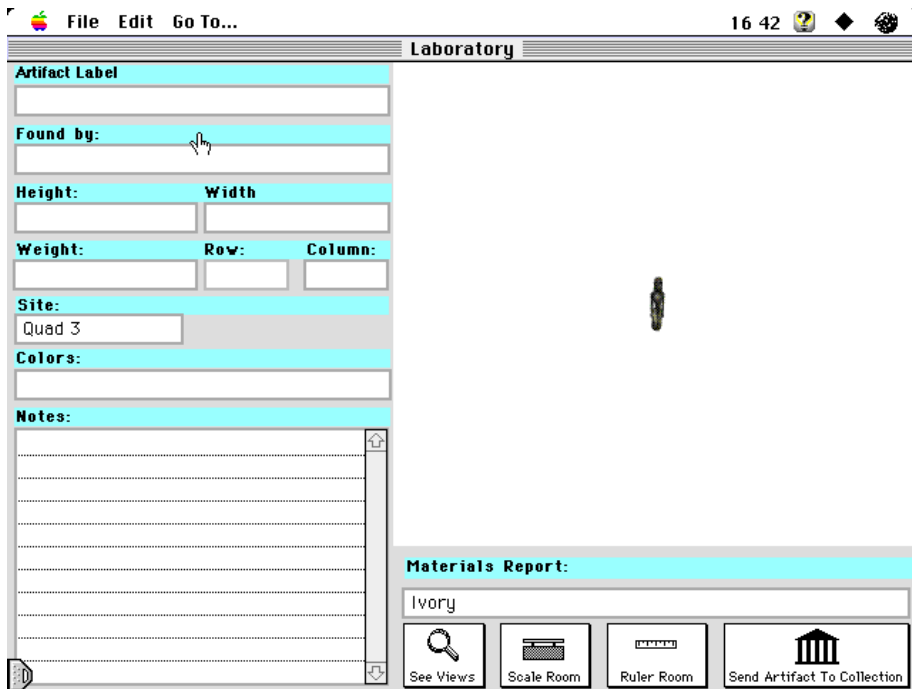 File Edit Go To... 16 42
Laboratory
Artifact Label
Found by:
Height: Width
Weight: Row: Column:
Site:
Quad 3
Colors:
Notes:
Materials Report:
Ivory
See Views Scale Room Ruler Room Send Artifact To Collection